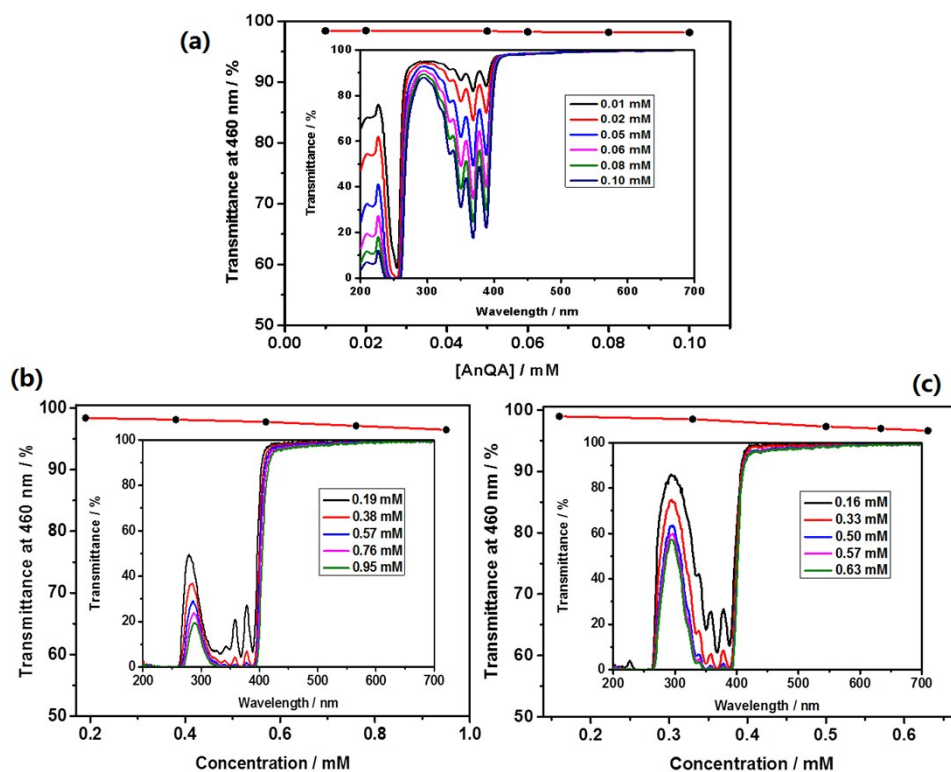 (a)
Transmittance at 460 nm / %
100
90
80
70
60
50
0.00
0.02
0.04
0.06
0.08
0.10
[AnQA] / mM
Transmittance / %
100
80
60
40
20
0
200
300
400
500
600
700
Wavelength / nm
0.01 mM
0.02 mM
0.05 mM
0.06 mM
0.08 mM
0.10 mM
(b)
Transmittance at 460 nm / %
100
90
80
70
60
50
0.2
0.4
0.6
0.8
1.0
Concentration / mM
Transmittance / %
100
80
60
40
20
0
200
300
400
500
600
700
Wavelength / nm
0.19 mM
0.38 mM
0.57 mM
0.76 mM
0.95 mM
(c)
Transmittance at 460 nm / %
100
90
80
70
60
50
0.2
0.3
0.4
0.5
0.6
Concentration / mM
Transmittance / %
100
80
60
40
20
0
200
300
400
500
600
700
Wavelength / nm
0.16 mM
0.33 mM
0.50 mM
0.57 mM
0.63 mM